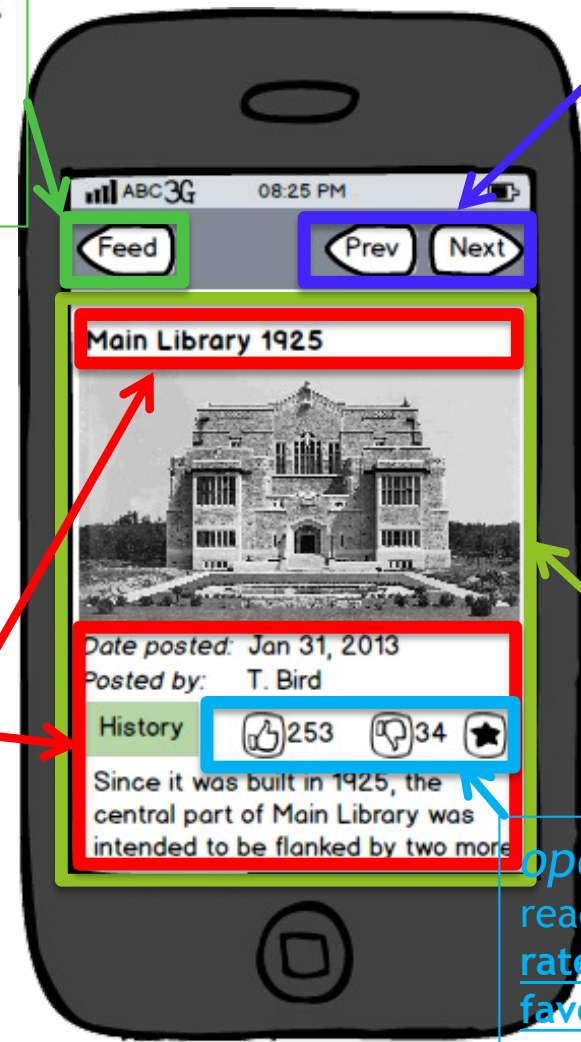 ABC 3G 08:25 PM
Feed Prev Next
Main Library 1925
Date posted: Jan 31, 2013
Posted by: T. Bird
History 253 34
Since it was built in 1925, the
central part of Main Library was
intended to be flanked by two more